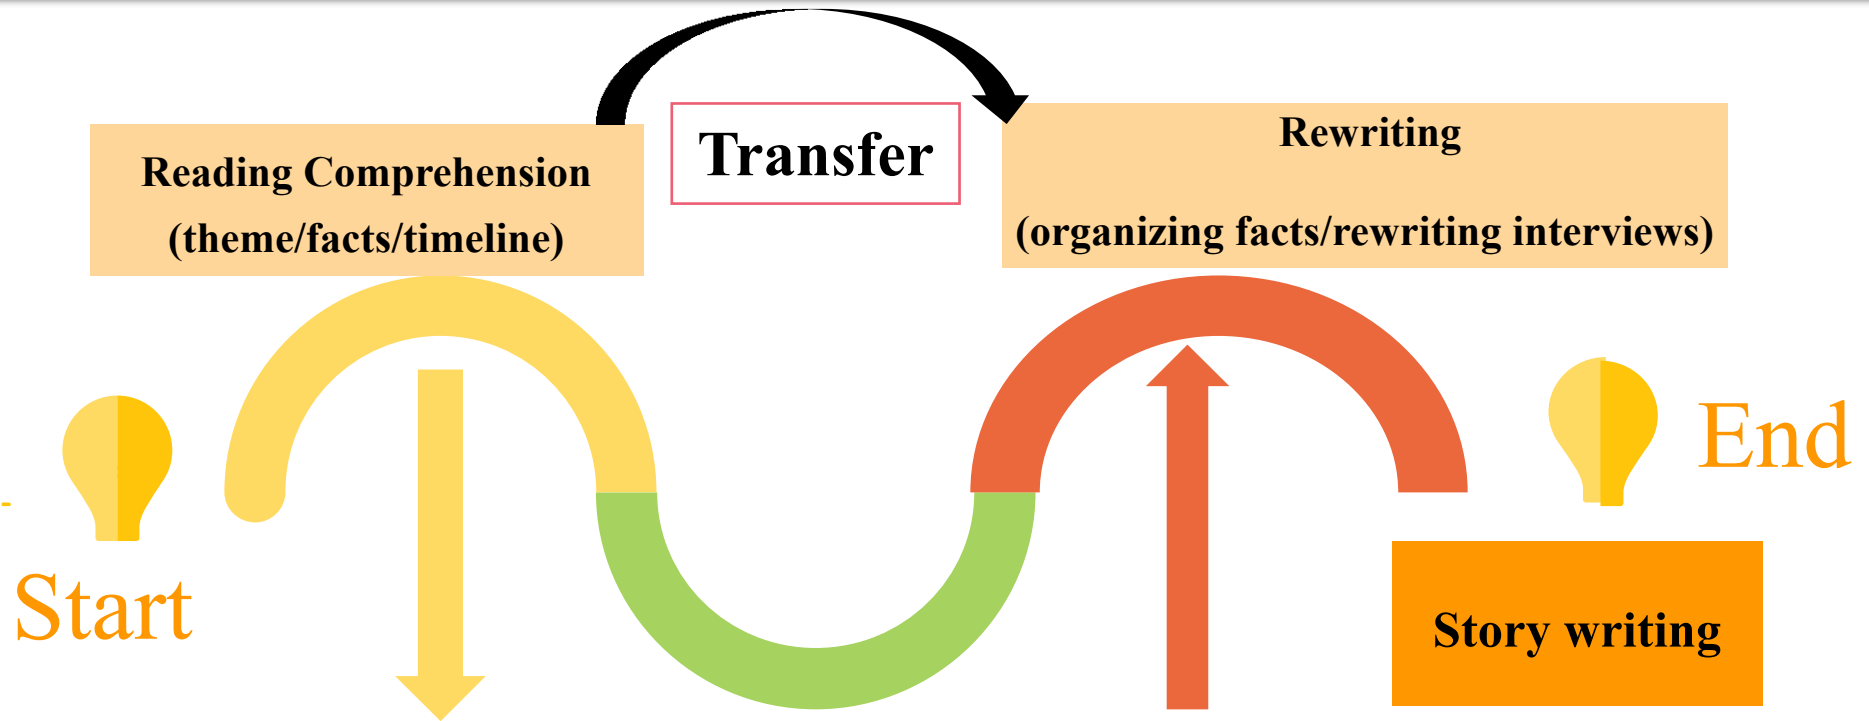 Reading Comprehension
(theme/facts/timeline)
Transfer
Rewriting
(organizing facts/rewriting interviews)
Start
End
Story writing